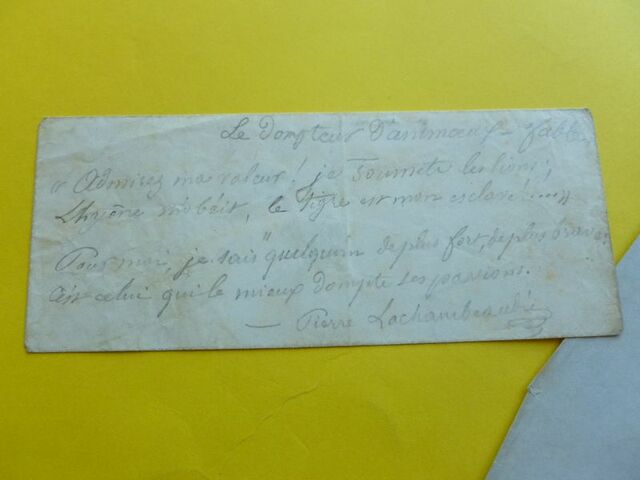 Le Dompteur D'animaux — Fable
« Admirez ma valeur ! je soumets les lions ;
L'hyène m'obéit, le tigre est mon esclave!.... »
Pour moi, je sais quelqu'un de plus fort, de plus brave:
C'est celui qui le mieux dompte ses passions.
— Pierre Lachambeaudie